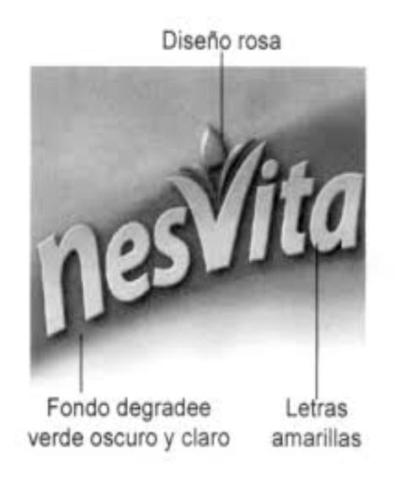 Diseño rosa
nesVita
Fondo degradee
verde oscuro y claro
Letras
amarillas